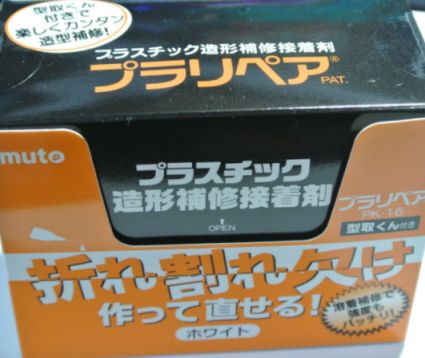 型取くん
付きで
楽しくカンタン
造型補修!
プラスチック造形補修接着剤
プラリペア®
PAT.
muto
プラスチック
造形補修接着剤
↑
OPEN
プラリペア
PK-16
型取くん付き
折れ割れ欠け
作って直せる!
ホワイト
溶着補修で
強度も
バッチリ!